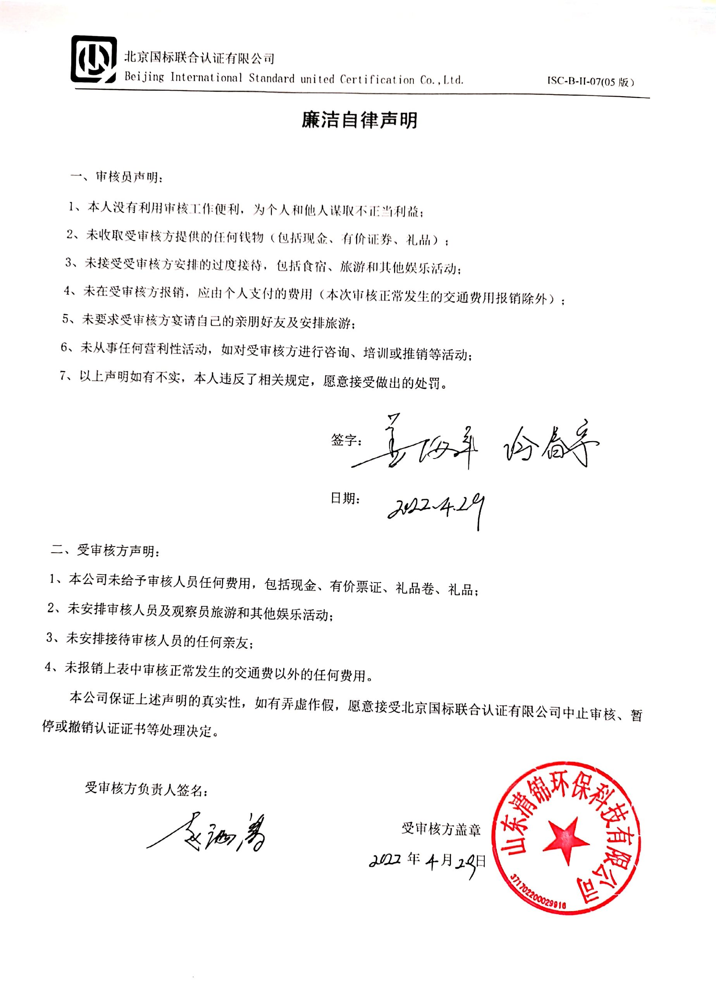 北京国标联合认证有限公司
Beijing International Standard united Certification Co.,Ltd.
ISC-B-II-07(05 版)
廉洁自律声明
一、审核员声明：
1、本人没有利用审核工作便利，为个人和他人谋取不正当利益；
2、未收取受审核方提供的任何钱物（包括现金、有价证券、礼品）；
3、未接受受审核方安排的过度接待，包括食宿、旅游和其他娱乐活动；
4、未在受审核方报销，应由个人支付的费用（本次审核正常发生的交通费用报销除外）；
5、未要求受审核方宴请自己的亲朋好友及安排旅游；
6、未从事任何营利性活动，如对受审核方进行咨询、培训或推销等活动；
7、以上声明如有不实，本人违反了相关规定，愿意接受做出的处罚。
签字：
日期： 2022.4.29
二、受审核方声明：
1、本公司未给予审核人员任何费用，包括现金、有价票证、礼品卷、礼品；
2、未安排审核人员及观察员旅游和其他娱乐活动；
3、未安排接待审核人员的任何亲友；
4、未报销上表中审核正常发生的交通费以外的任何费用。
本公司保证上述声明的真实性，如有弄虚作假，愿意接受北京国标联合认证有限公司中止审核、暂
停或撤销认证证书等处理决定。
受审核方负责人签名：
受审核方盖章
2022 年 4 月 29 日
山东清锦环保科技有限公司